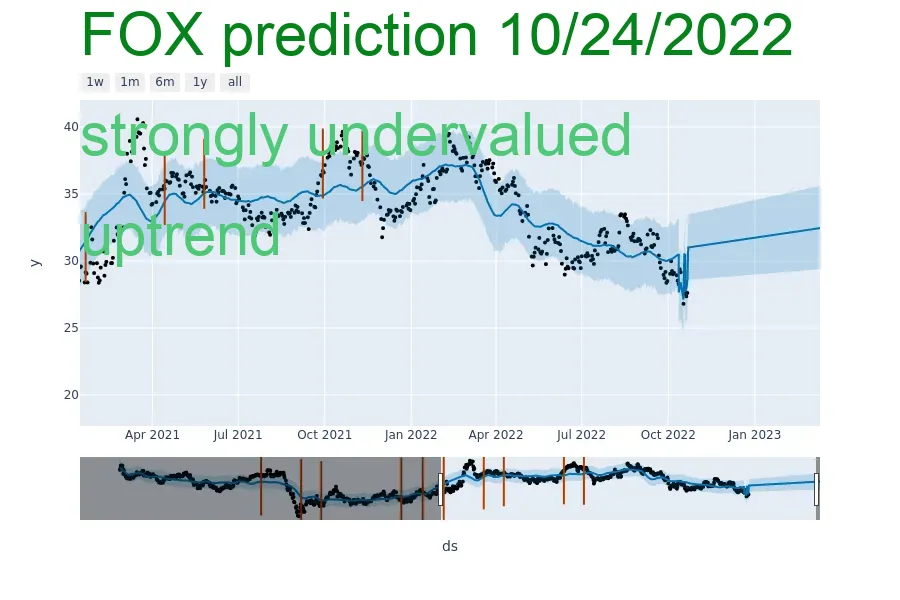 FOX prediction 10/24/2022
1w 1m 6m 1y all
strongly undervalued
uptrend
40
35
30
25
20
y
Apr 2021 Jul 2021 Oct 2021 Jan 2022 Apr 2022 Jul 2022 Oct 2022 Jan 2023
ds